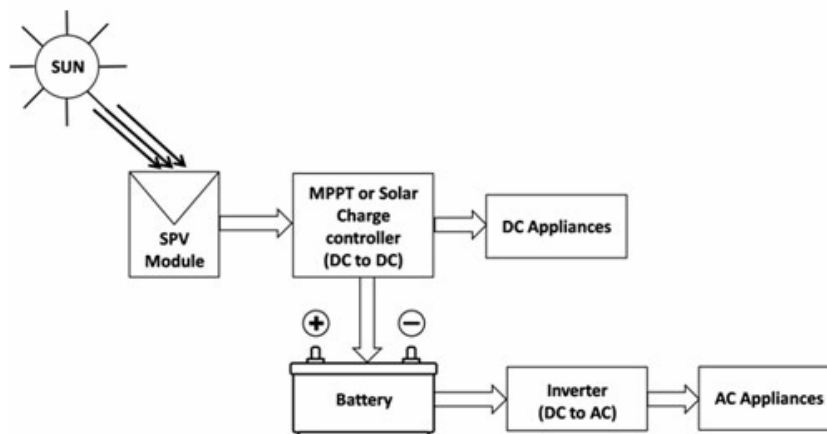 SUN
SPV
Module
MPPT or Solar
Charge
controller
(DC to DC)
DC Appliances
+
−
Battery
Inverter
(DC to AC)
AC Appliances